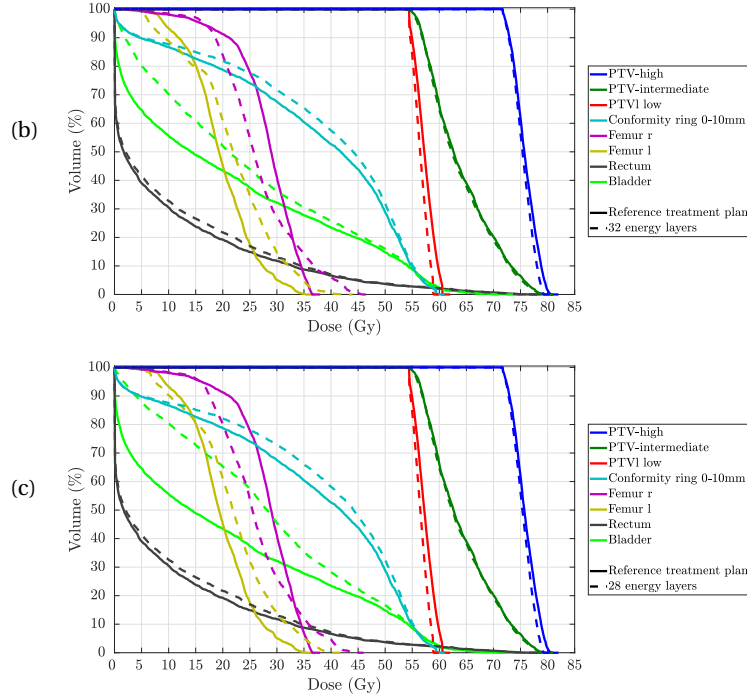 (b)
Volume (%)
100
90
80
70
60
50
40
30
20
10
0
0 5 10 15 20 25 30 35 40 45 50 55 60 65 70 75 80 85
Dose (Gy)
PTV-high
PTV-intermediate
PTVl low
Conformity ring 0-10mm
Femur r
Femur l
Rectum
Bladder
Reference treatment plan
32 energy layers
(c)
Volume (%)
100
90
80
70
60
50
40
30
20
10
0
0 5 10 15 20 25 30 35 40 45 50 55 60 65 70 75 80 85
Dose (Gy)
PTV-high
PTV-intermediate
PTVl low
Conformity ring 0-10mm
Femur r
Femur l
Rectum
Bladder
Reference treatment plan
28 energy layers